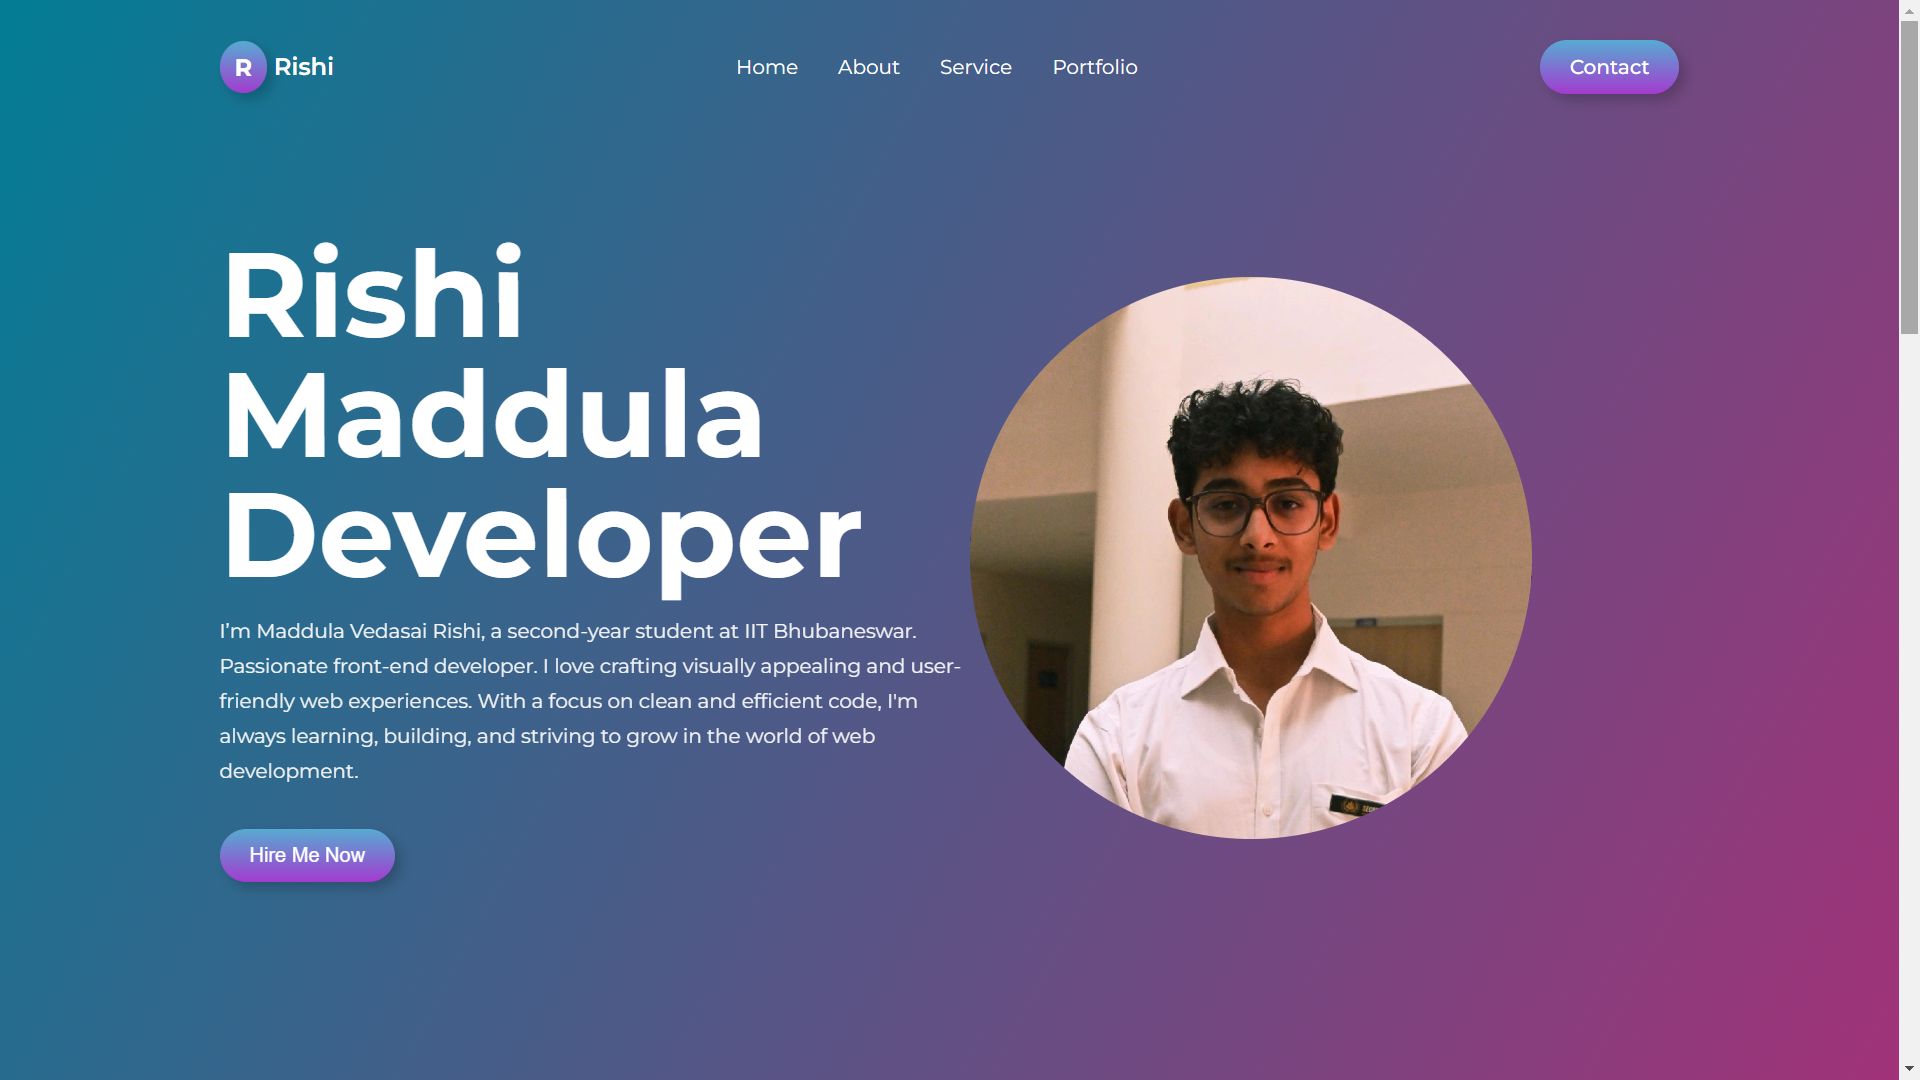 R Rishi
Home About Service Portfolio
Contact
Rishi
Maddula
Developer
I’m Maddula Vedasai Rishi, a second-year student at IIT Bhubaneswar.
Passionate front-end developer. I love crafting visually appealing and user-
friendly web experiences. With a focus on clean and efficient code, I'm
always learning, building, and striving to grow in the world of web
development.
Hire Me Now